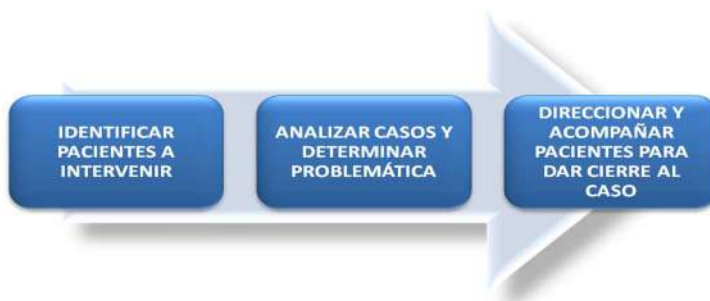 IDENTIFICAR
PACIENTES A
INTERVENIR
ANALIZAR CASOS Y
DETERMINAR
PROBLEMÁTICA
DIRECCIONAR Y
ACOMPAÑAR
PACIENTES PARA
DAR CIERRE AL
CASO